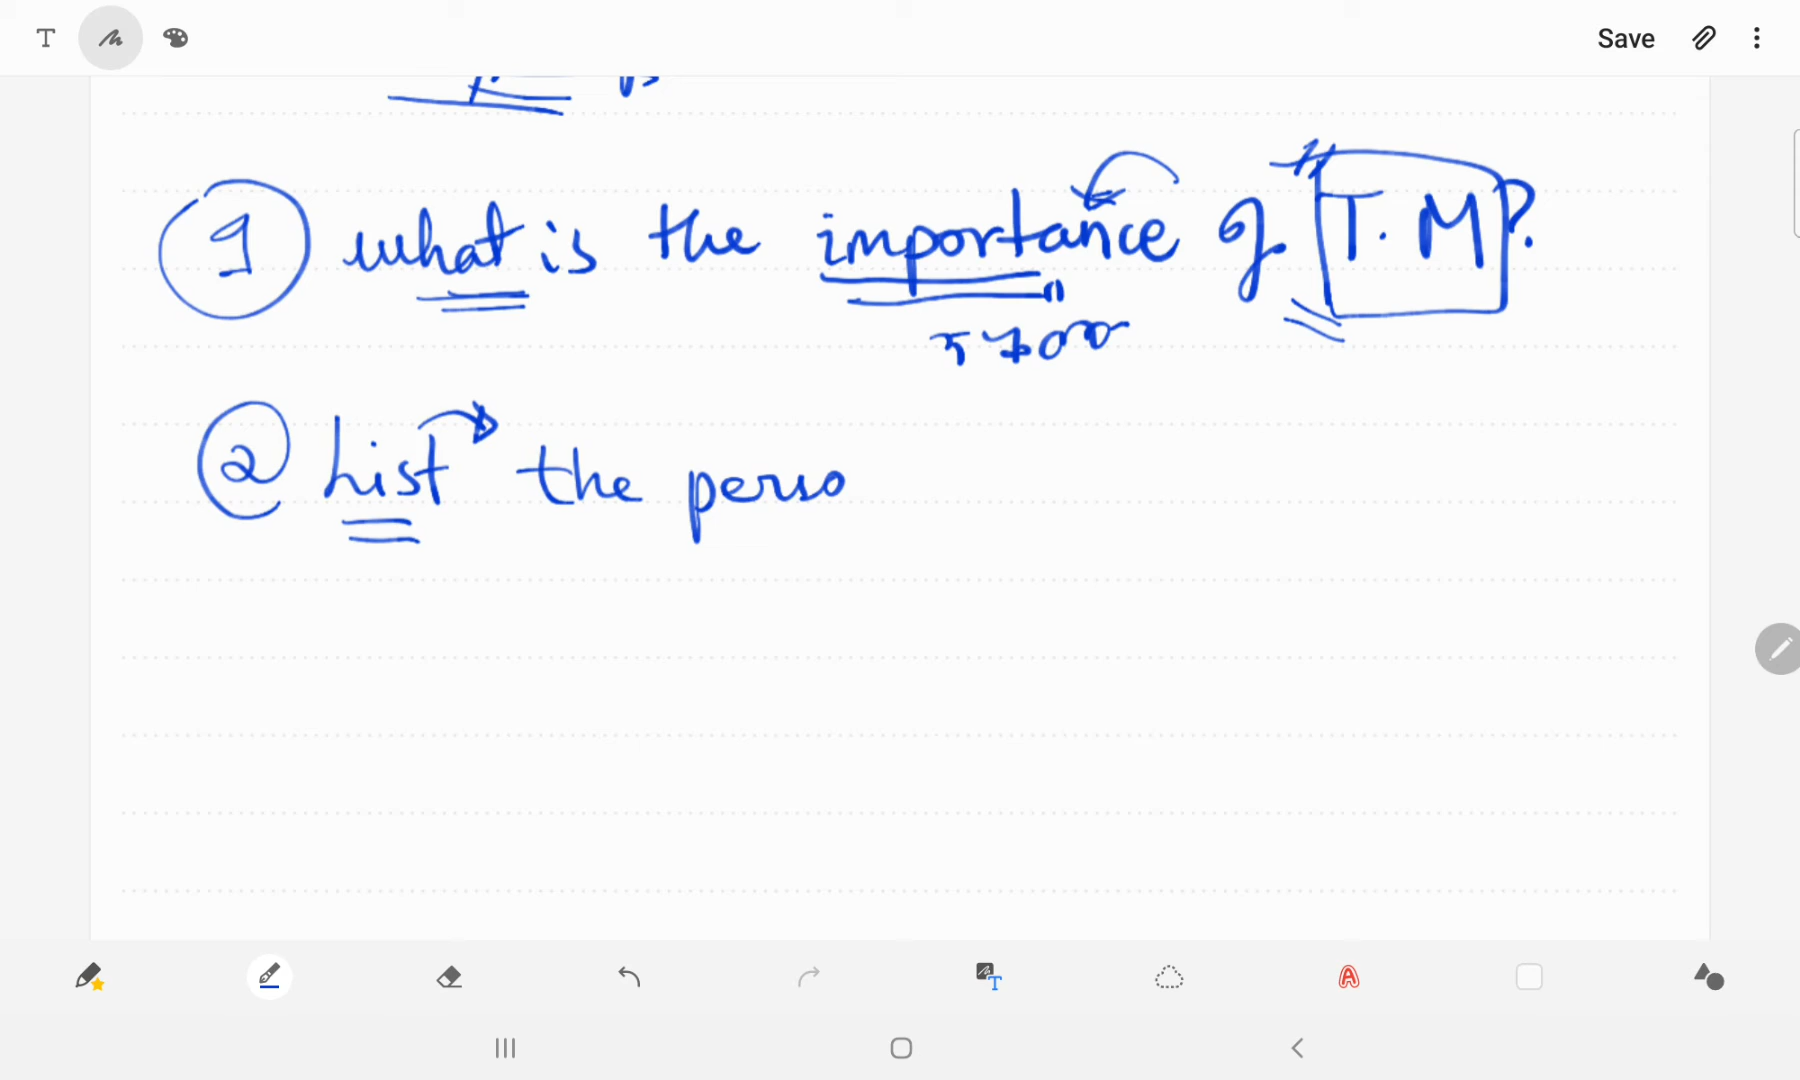 Save
1 what is the importance of T.M?
2 List the perso